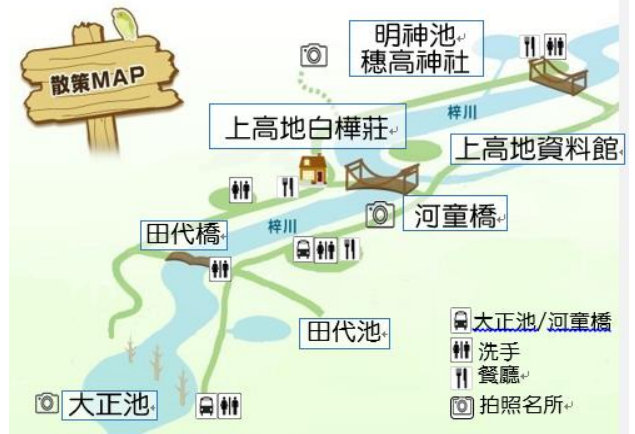 散策MAP
明神池
穗高神社
梓川
上高地白樺莊
上高地資料館
河童橋
田代橋
梓川
田代池
大正池
大正池/河童橋
洗手
餐廳
拍照名所